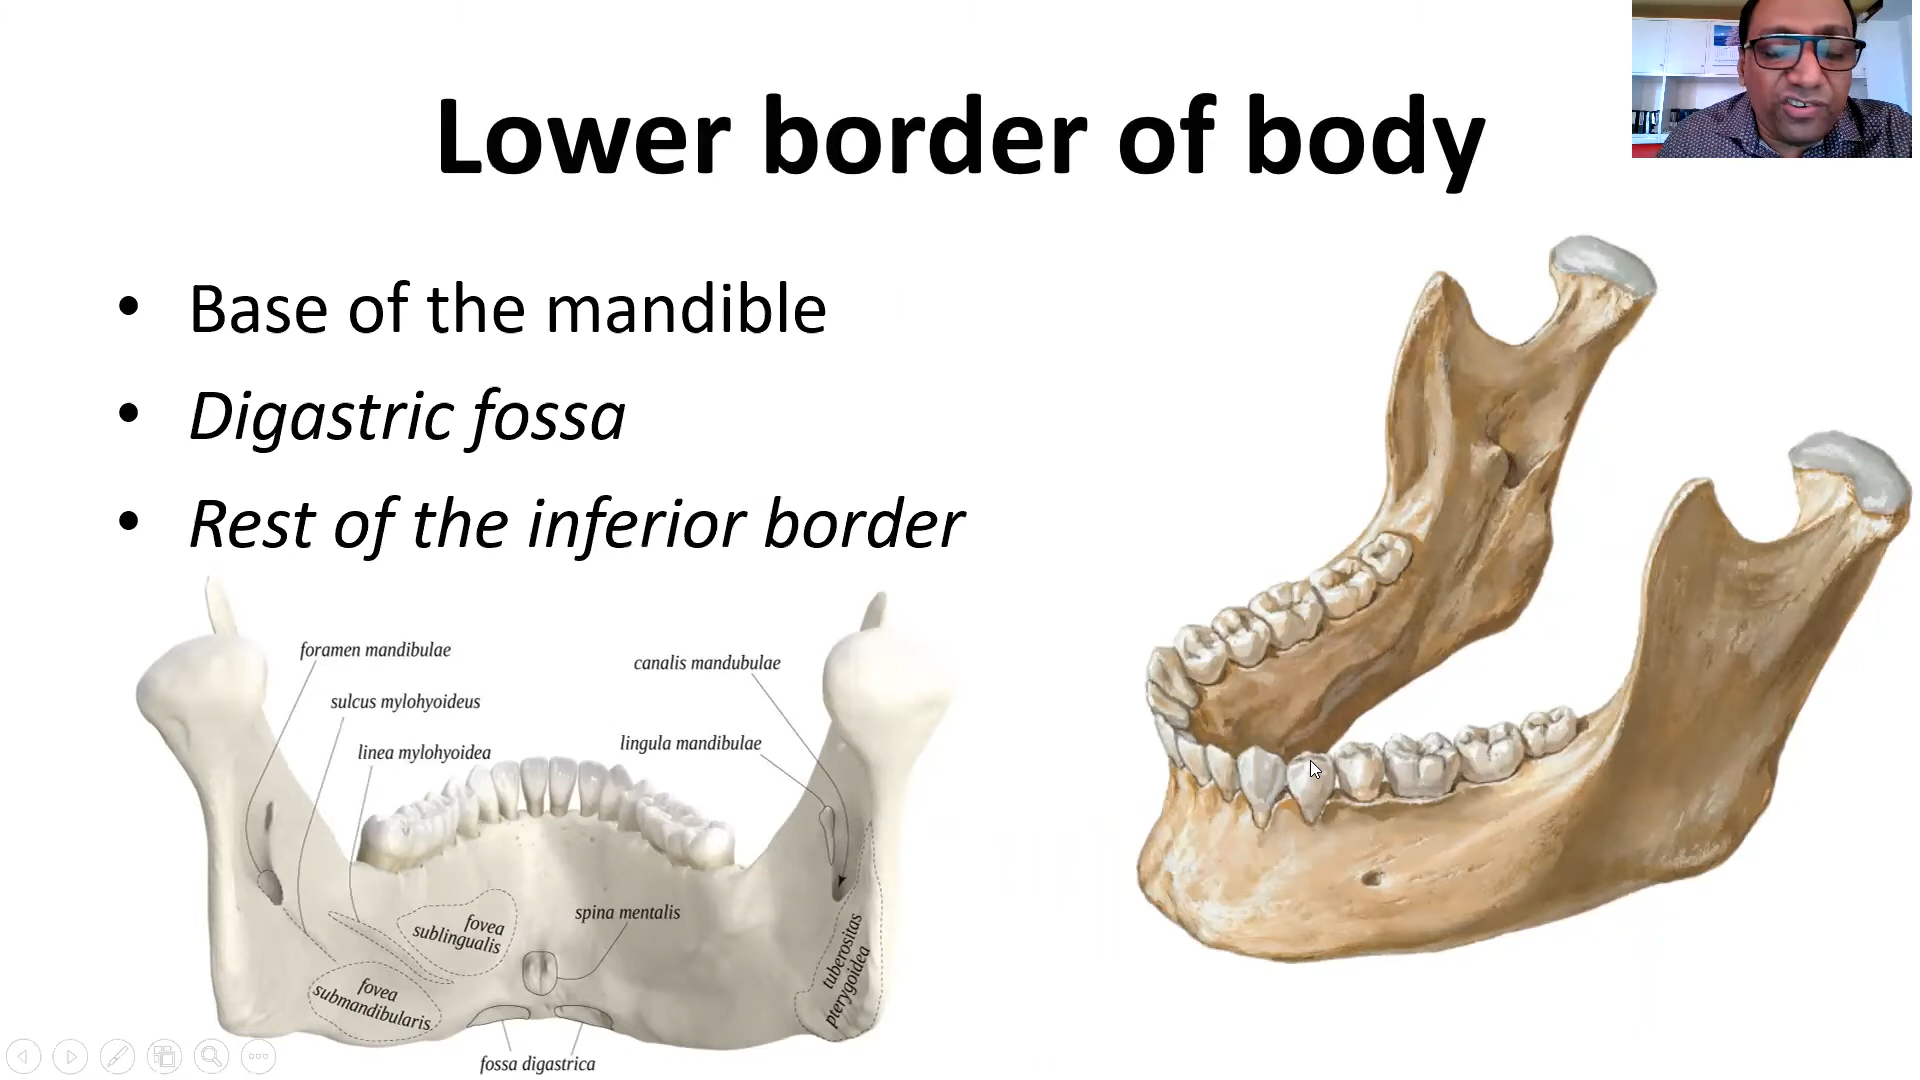 Lower border of body
• Base of the mandible
• Digastric fossa
• Rest of the inferior border
foramen mandibulae
canalis mandubulae
sulcus mylohyoideus
lingula mandibulae
linea mylohyoidea
spina mentalis
fovea
sublingualis
fovea
submandibularis
tuberositas
pterygoidea
fossa digastrica